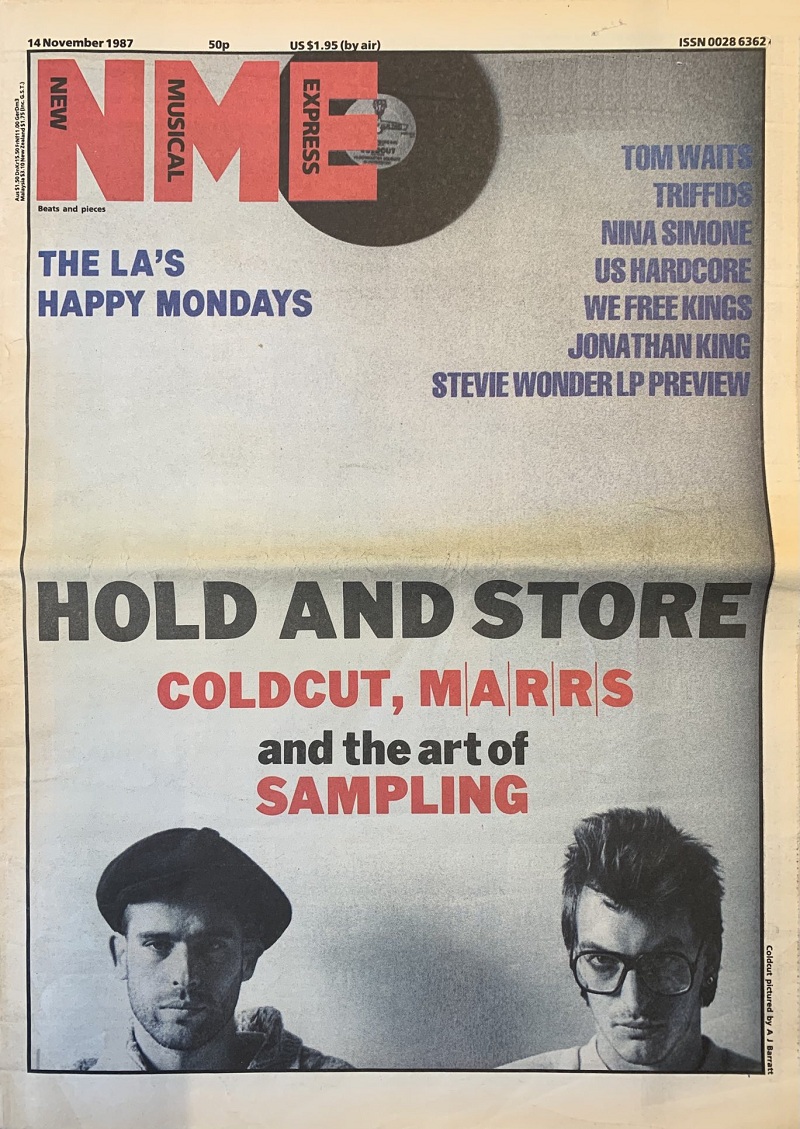 14 November 1987 50p US $1.95 (by air) ISSN 0028 6362
NEW
MUSICAL
EXPRESS
NME
Beats and pieces
THE LA'S
HAPPY MONDAYS
TOM WAITS
TRIFFIDS
NINA SIMONE
US HARDCORE
WE FREE KINGS
JONATHAN KING
STEVIE WONDER LP PREVIEW
HOLD AND STORE
COLDCUT, M|A|R|R|S
and the art of
SAMPLING
Coldcut pictured by A J Barratt